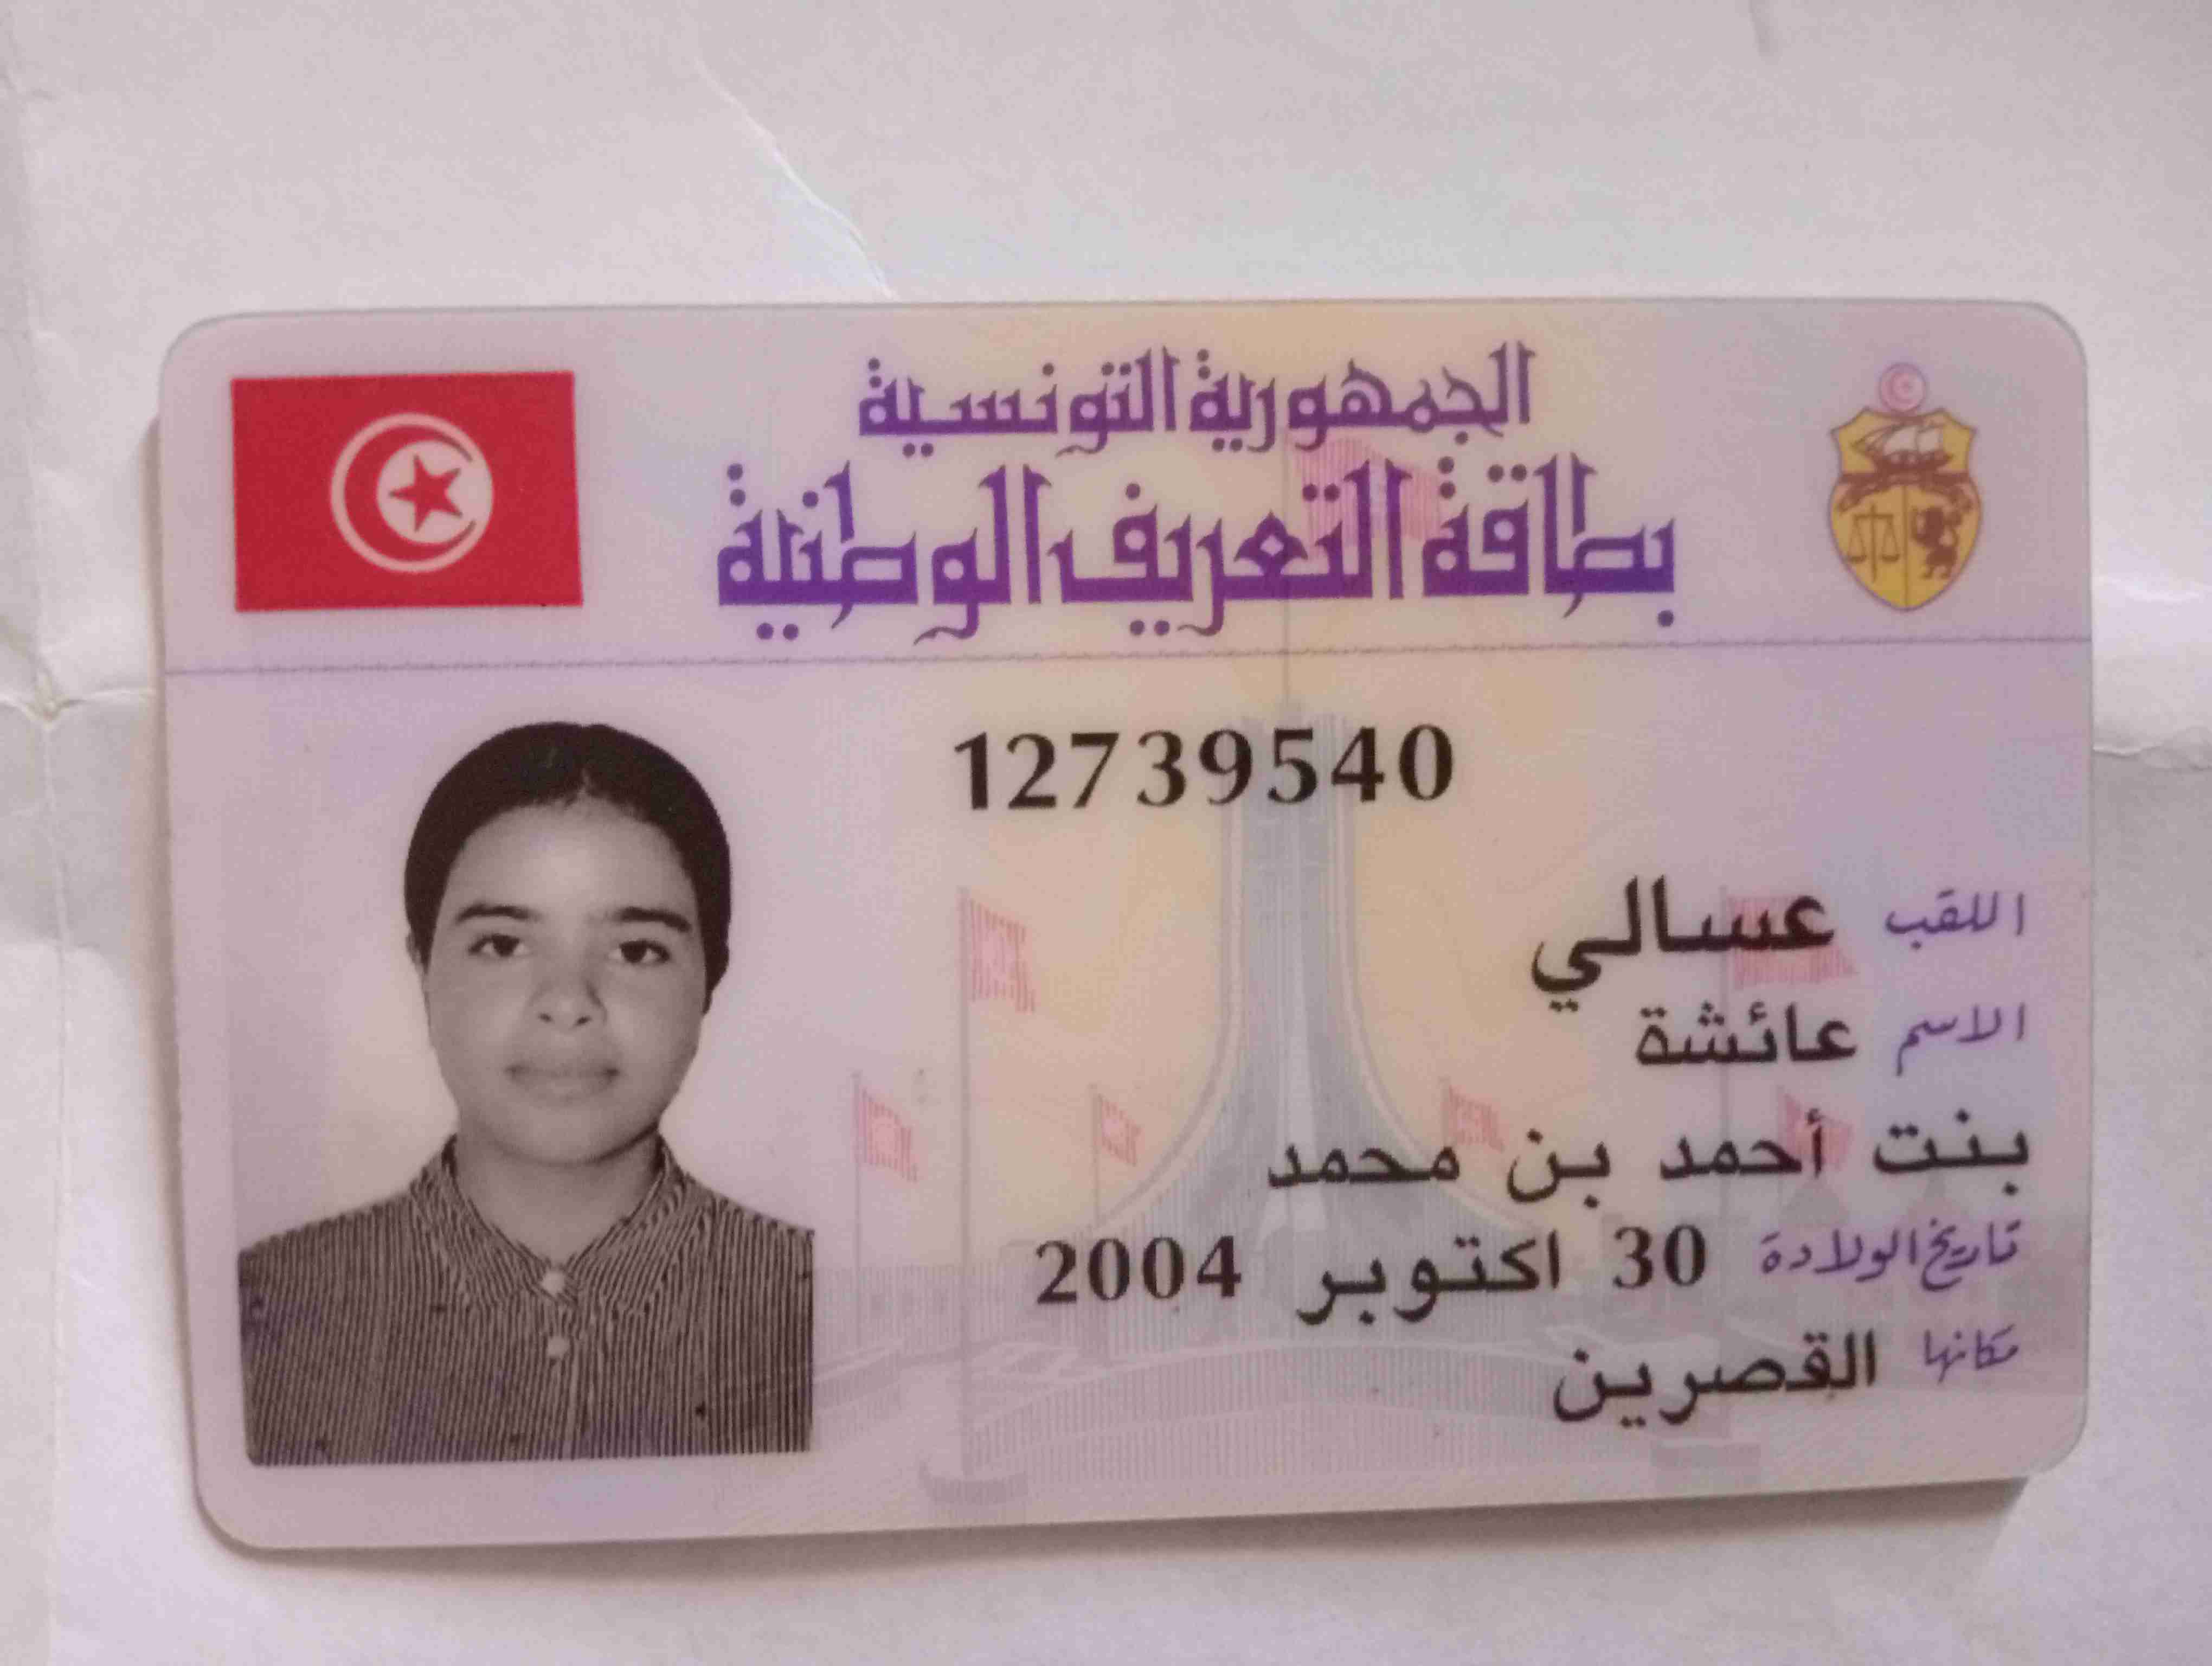 الجمهورية التونسية
بطاقة التعريف الوطنية
12739540
اللقب عسالي
الاسم عائشة
بنت أحمد بن محمد
تاريخ الولادة 30 اكتوبر 2004
مكانها القصرين